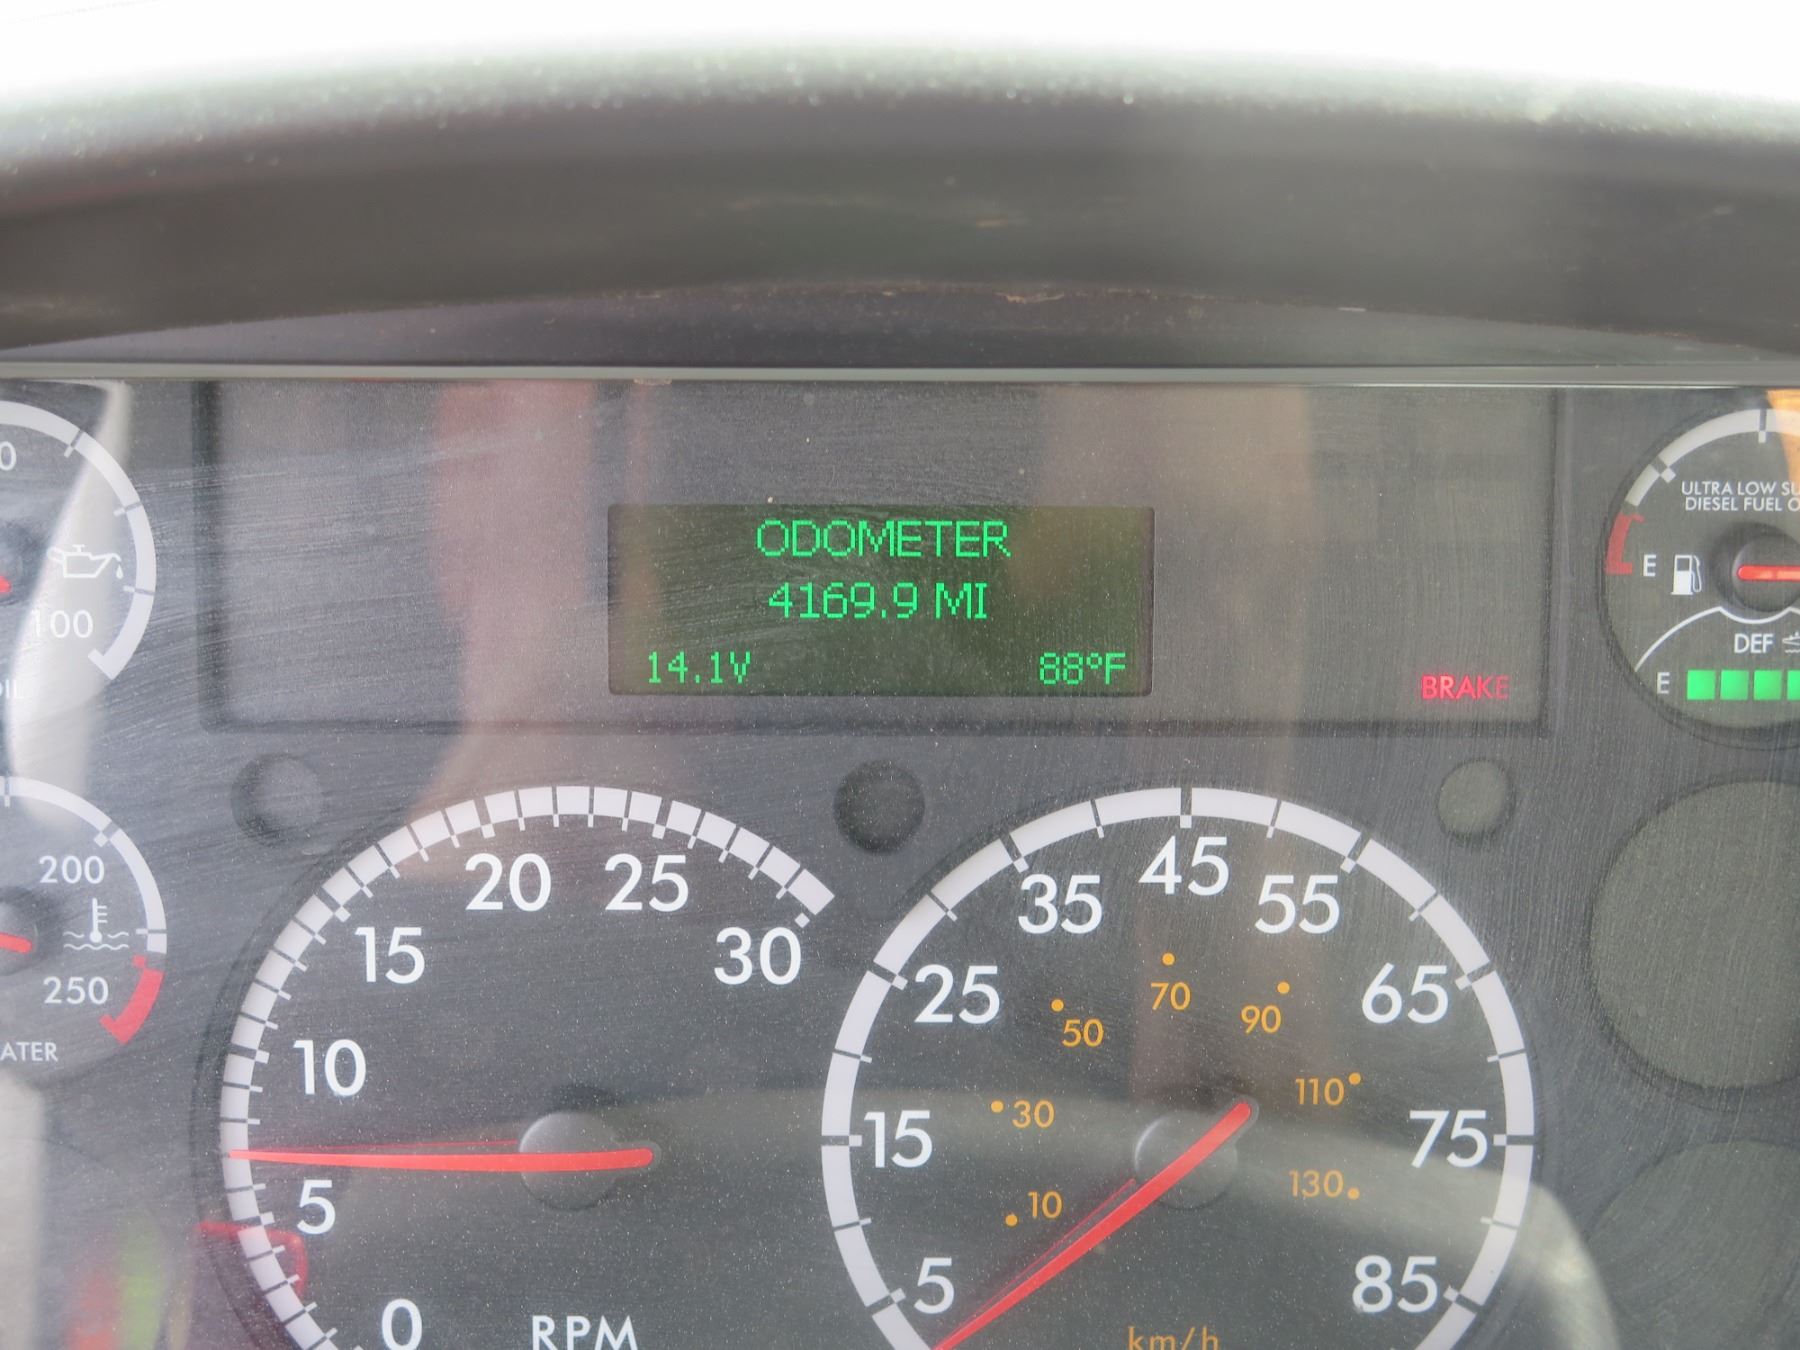 ODOMETER
4169.9 MI
14.1V 88°F
BRAKE
ULTRA LOW SU
DIESEL FUEL O
E
DEF
E
0
100
200
250
ATER
0 5 10 15 20 25 30
RPM
5 15 25 35 45 55 65 75 85
10 30 50 70 90 110 130
km/h